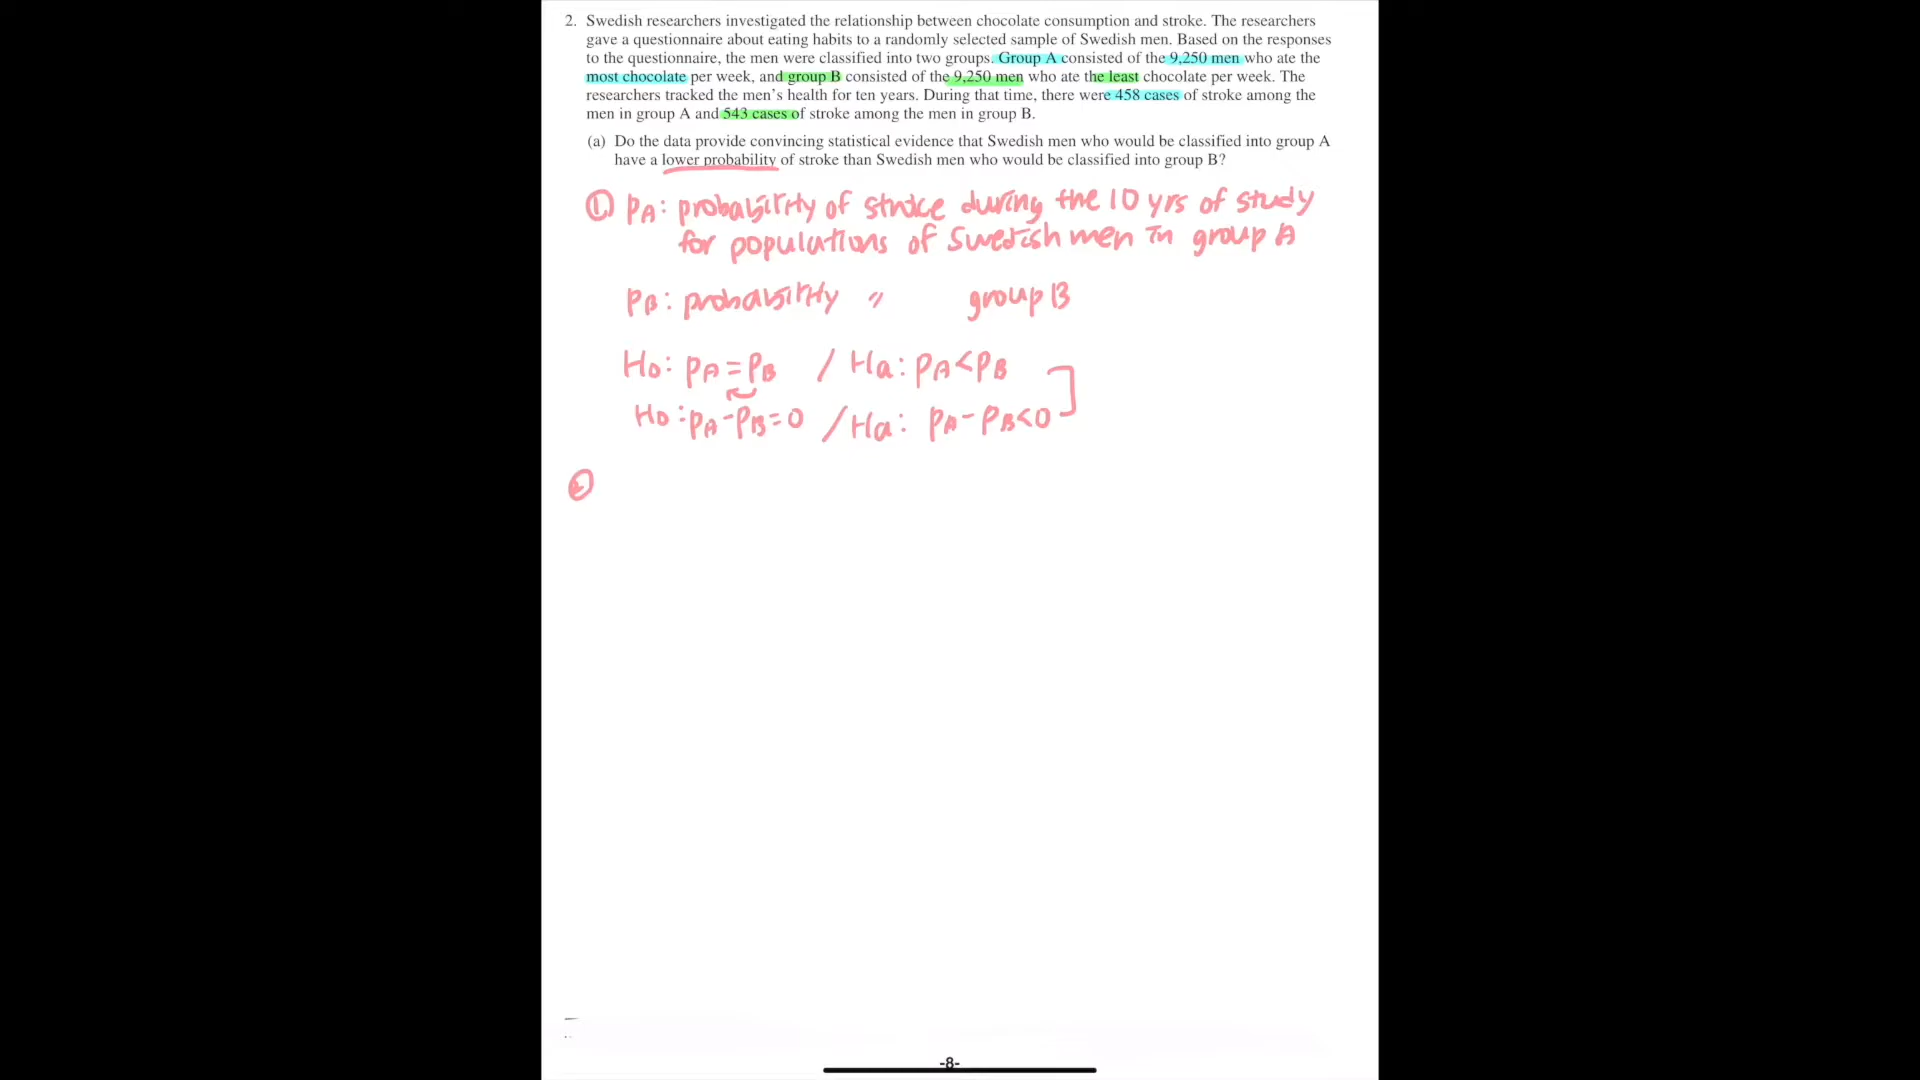 2. Swedish researchers investigated the relationship between chocolate consumption and stroke. The researchers
gave a questionnaire about eating habits to a randomly selected sample of Swedish men. Based on the responses
to the questionnaire, the men were classified into two groups. Group A consisted of the 9,250 men who ate the
most chocolate per week, and group B consisted of the 9,250 men who ate the least chocolate per week. The
researchers tracked the men's health for ten years. During that time, there were 458 cases of stroke among the
men in group A and 543 cases of stroke among the men in group B.
(a) Do the data provide convincing statistical evidence that Swedish men who would be classified into group A
have a lower probability of stroke than Swedish men who would be classified into group B?
① PA: probability of stroke during the 10 yrs of study
for populations of Swedish men in group A
PB: probability 〃 group B
Ho: PA=PB / Ha: PA<PB
Ho: PA-PB=0 / Ha: PA-PB<0
②
-8-